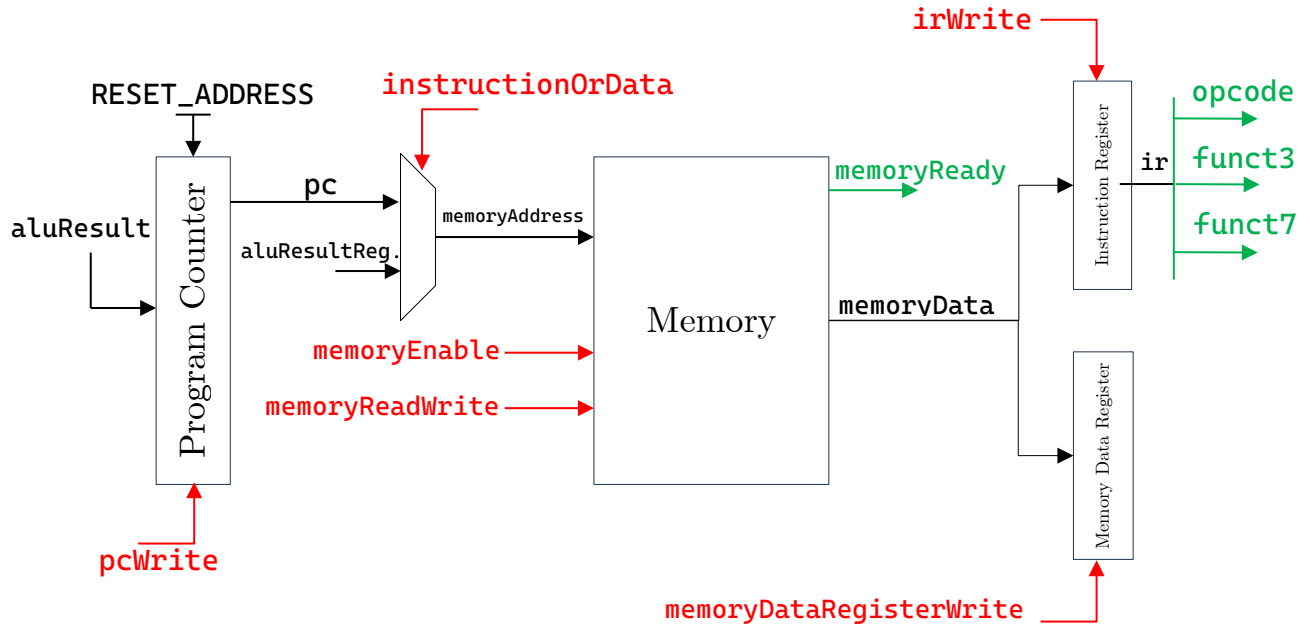 irWrite
RESET_ADDRESS
instructionOrData
opcode
Instruction Register
memoryReady
funct3
ir
pc
aluResult
Program Counter
memoryAddress
funct7
aluResultReg.
Memory
memoryData
memoryEnable
memoryReadWrite
Memory Data Register
pcWrite
memoryDataRegisterWrite